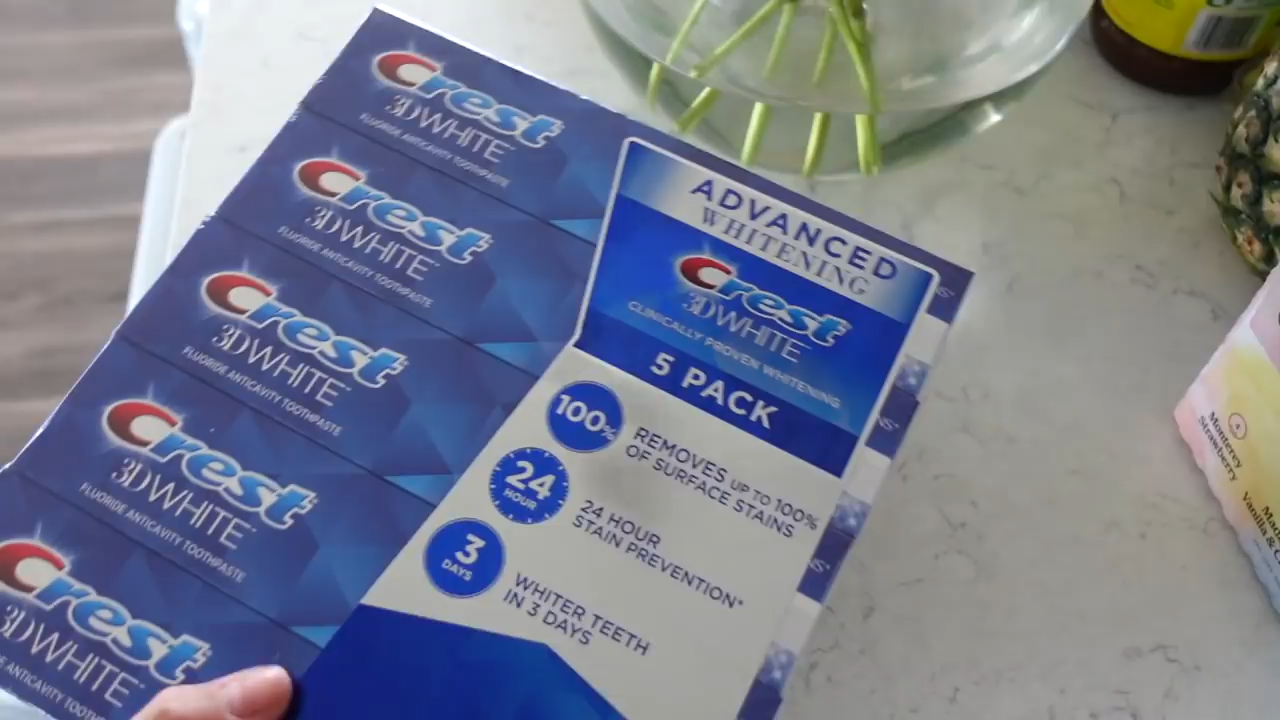 Crest
3DWHITE
FLUORIDE ANTICAVITY TOOTHPASTE
Crest
3DWHITE
FLUORIDE ANTICAVITY TOOTHPASTE
Crest
3DWHITE
FLUORIDE ANTICAVITY TOOTHPASTE
Crest
3DWHITE
FLUORIDE ANTICAVITY TOOTHPASTE
Crest
3DWHITE
ANTICAVITY
ADVANCED
WHITENING
Crest
3DWHITE
CLINICALLY PROVEN WHITENING
5 PACK
100%
REMOVES UP TO 100%
OF SURFACE STAINS
24
HOUR
24 HOUR
STAIN PREVENTION*
3
DAYS
WHITER TEETH
IN 3 DAYS
Monterey
Strawberry
Vanilla &